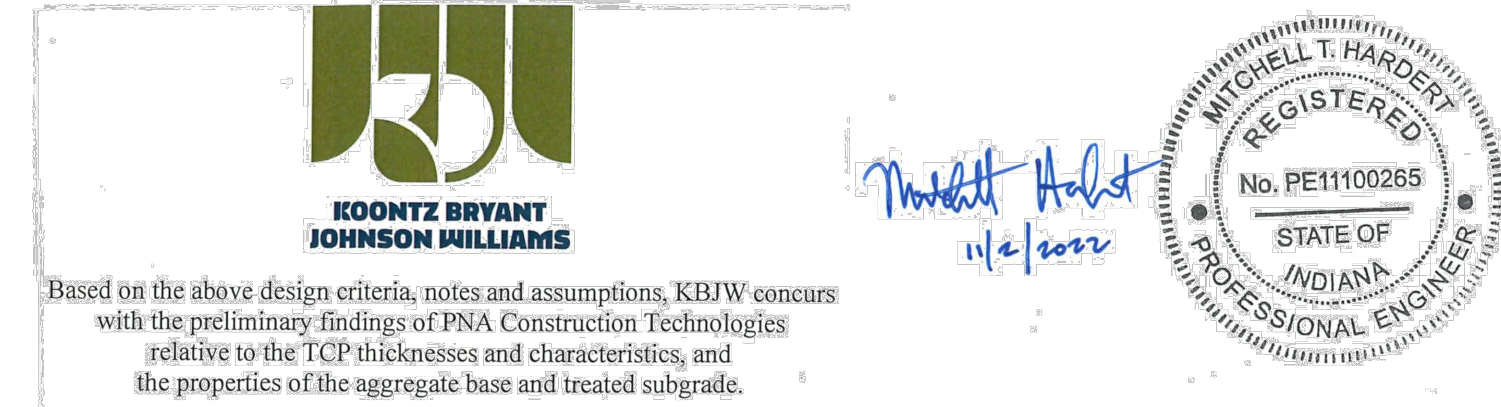 KOONTZ BRYANT
JOHNSON WILLIAMS
Based on the above design criteria, notes and assumptions, KBJW concurs
with the preliminary findings of PNA Construction Technologies
relative to the TCP thicknesses and characteristics, and
the properties of the aggregate base and treated subgrade.
Mitchell Hardert
11/2/2022
MITCHELL T. HARDERT
REGISTERED
No. PE11100265
STATE OF
INDIANA
PROFESSIONAL ENGINEER